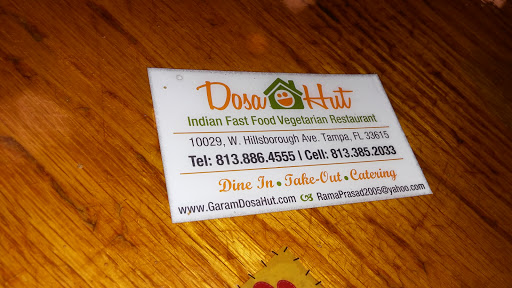 Dosa Hut
Indian Fast Food Vegetarian Restaurant
10029, W. Hillsborough Ave. Tampa, FL 33615
Tel: 813.886.4555 | Cell: 813.385.2033
Dine In • Take-Out • Catering
www.GaramDosaHut.com RamaPrasad2005@yahoo.com